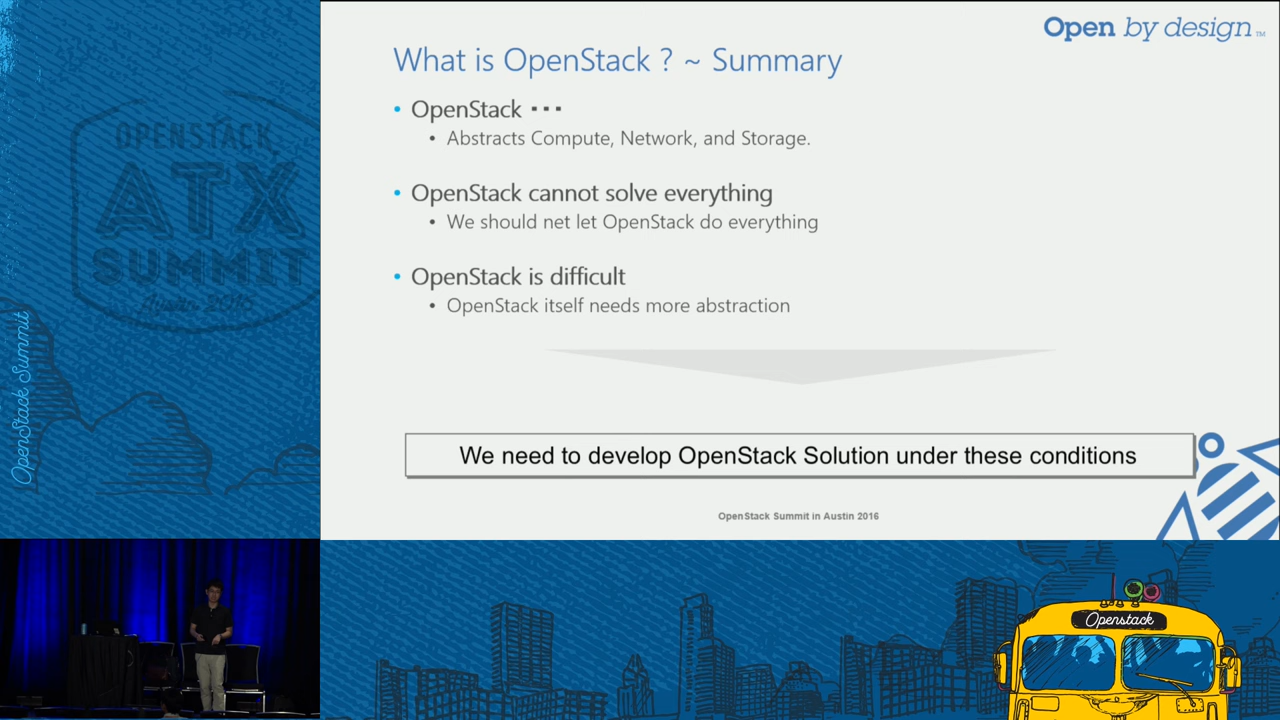 Open by design TM
What is OpenStack ? ~ Summary
• OpenStack ･･･
• Abstracts Compute, Network, and Storage.
• OpenStack cannot solve everything
• We should net let OpenStack do everything
• OpenStack is difficult
• OpenStack itself needs more abstraction
We need to develop OpenStack Solution under these conditions
OpenStack Summit in Austin 2016
OPENSTACK
ATX
SUMMIT
Austin 2016
OpenStack Summit
Openstack